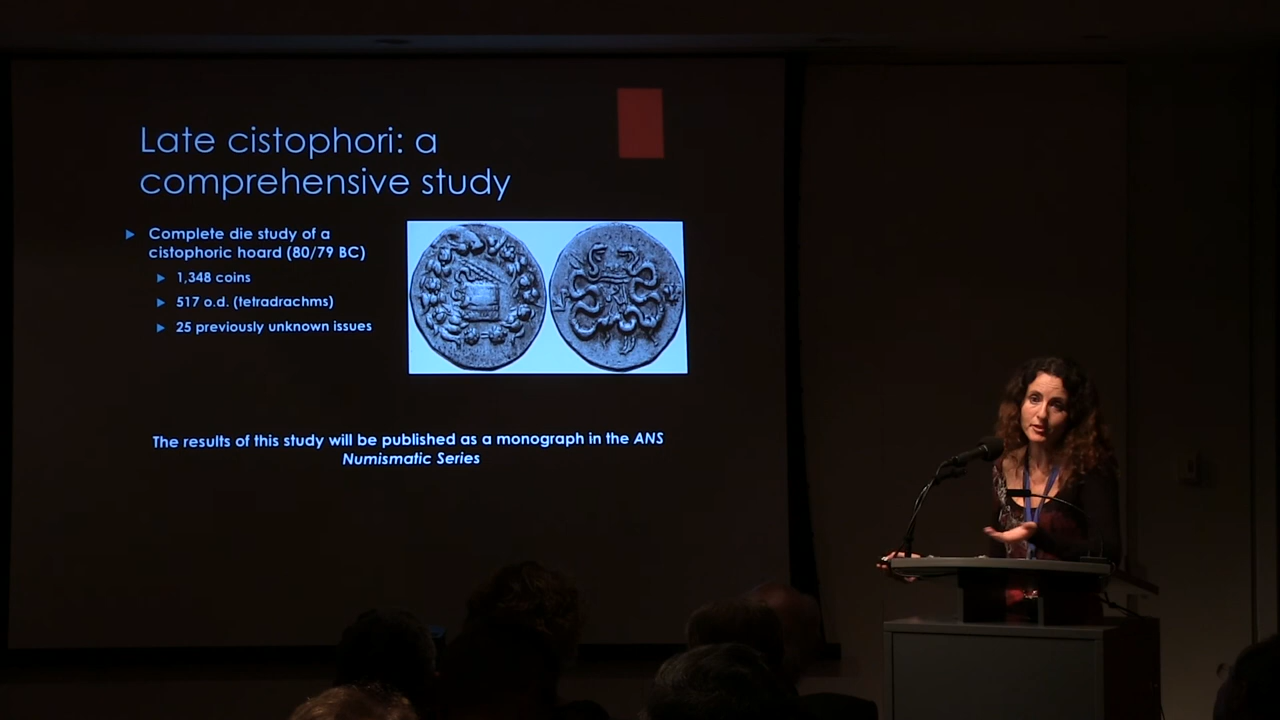 Late cistophori: a
comprehensive study
Complete die study of a
cistophoric hoard (80/79 BC)
1,348 coins
517 o.d. (tetradrachms)
25 previously unknown issues
The results of this study will be published as a monograph in the ANS
Numismatic Series